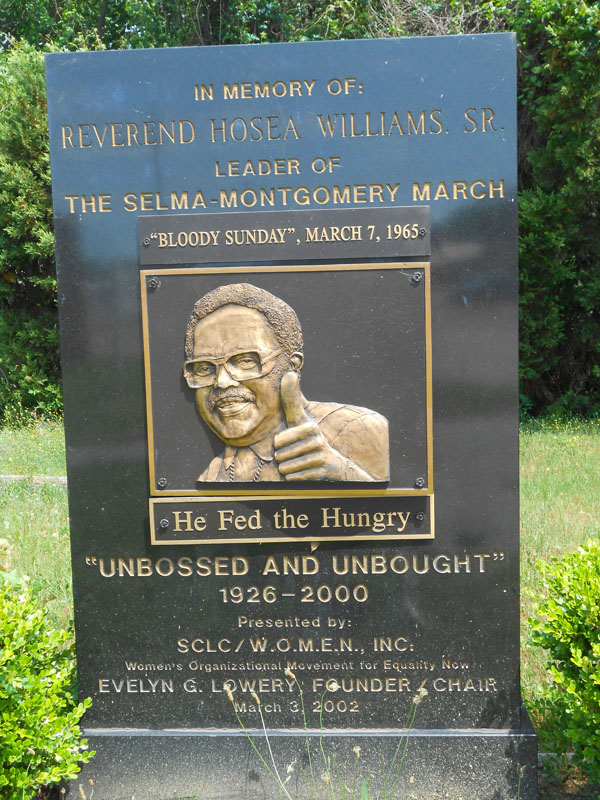 IN MEMORY OF:
REVEREND HOSEA WILLIAMS, SR.
LEADER OF
THE SELMA-MONTGOMERY MARCH
"BLOODY SUNDAY", MARCH 7, 1965
He Fed the Hungry
"UNBOSSED AND UNBOUGHT"
1926-2000
Presented by:
SCLC/W.O.M.E.N., INC.
Women's Organizational Movement for Equality Now
EVELYN G. LOWERY, FOUNDER/CHAIR
March 3, 2002